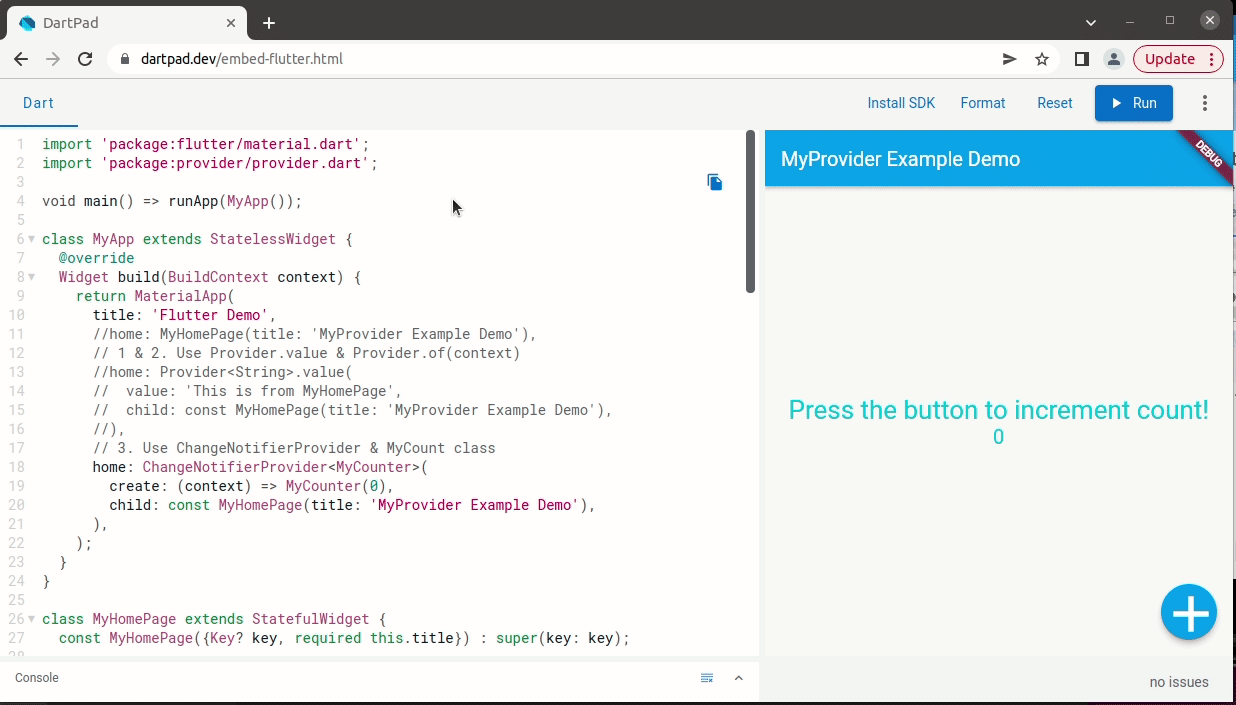 DartPad
dartpad.dev/embed-flutter.html
Update
Dart
Install SDK
Format
Reset
Run
1 import 'package:flutter/material.dart';
2 import 'package:provider/provider.dart';
3
4 void main() => runApp(MyApp());
5
6 class MyApp extends StatelessWidget {
7 @override
8 Widget build(BuildContext context) {
9 return MaterialApp(
10 title: 'Flutter Demo',
11 //home: MyHomePage(title: 'MyProvider Example Demo'),
12 // 1 & 2. Use Provider.value & Provider.of(context)
13 //home: Provider<String>.value(
14 //  value: 'This is from MyHomePage',
15 //  child: const MyHomePage(title: 'MyProvider Example Demo'),
16 //),
17 // 3. Use ChangeNotifierProvider & MyCount class
18 home: ChangeNotifierProvider<MyCounter>(
19 create: (context) => MyCounter(0),
20 child: const MyHomePage(title: 'MyProvider Example Demo'),
21 ),
22 );
23 }
24 }
25
26 class MyHomePage extends StatefulWidget {
27 const MyHomePage({Key? key, required this.title}) : super(key: key);
28
Console
MyProvider Example Demo
DEBUG
Press the button to increment count!
0
no issues